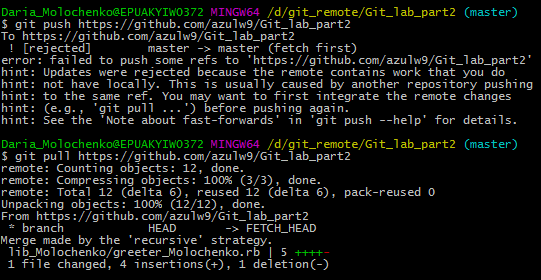 Daria_Molochenko@EPUAKYIW0372 MINGW64 /d/git_remote/Git_lab_part2 (master)
$ git push https://github.com/azulw9/Git_lab_part2
To https://github.com/azulw9/Git_lab_part2
 ! [rejected]        master -> master (fetch first)
error: failed to push some refs to 'https://github.com/azulw9/Git_lab_part2'
hint: Updates were rejected because the remote contains work that you do
hint: not have locally. This is usually caused by another repository pushing
hint: to the same ref. You may want to first integrate the remote changes
hint: (e.g., 'git pull ...') before pushing again.
hint: See the 'Note about fast-forwards' in 'git push --help' for details.
Daria_Molochenko@EPUAKYIW0372 MINGW64 /d/git_remote/Git_lab_part2 (master)
$ git pull https://github.com/azulw9/Git_lab_part2
remote: Counting objects: 12, done.
remote: Compressing objects: 100% (3/3), done.
remote: Total 12 (delta 6), reused 12 (delta 6), pack-reused 0
Unpacking objects: 100% (12/12), done.
From https://github.com/azulw9/Git_lab_part2
 * branch            HEAD       -> FETCH_HEAD
Merge made by the 'recursive' strategy.
 lib_Molochenko/greeter_Molochenko.rb | 5 ++++-
 1 file changed, 4 insertions(+), 1 deletion(-)